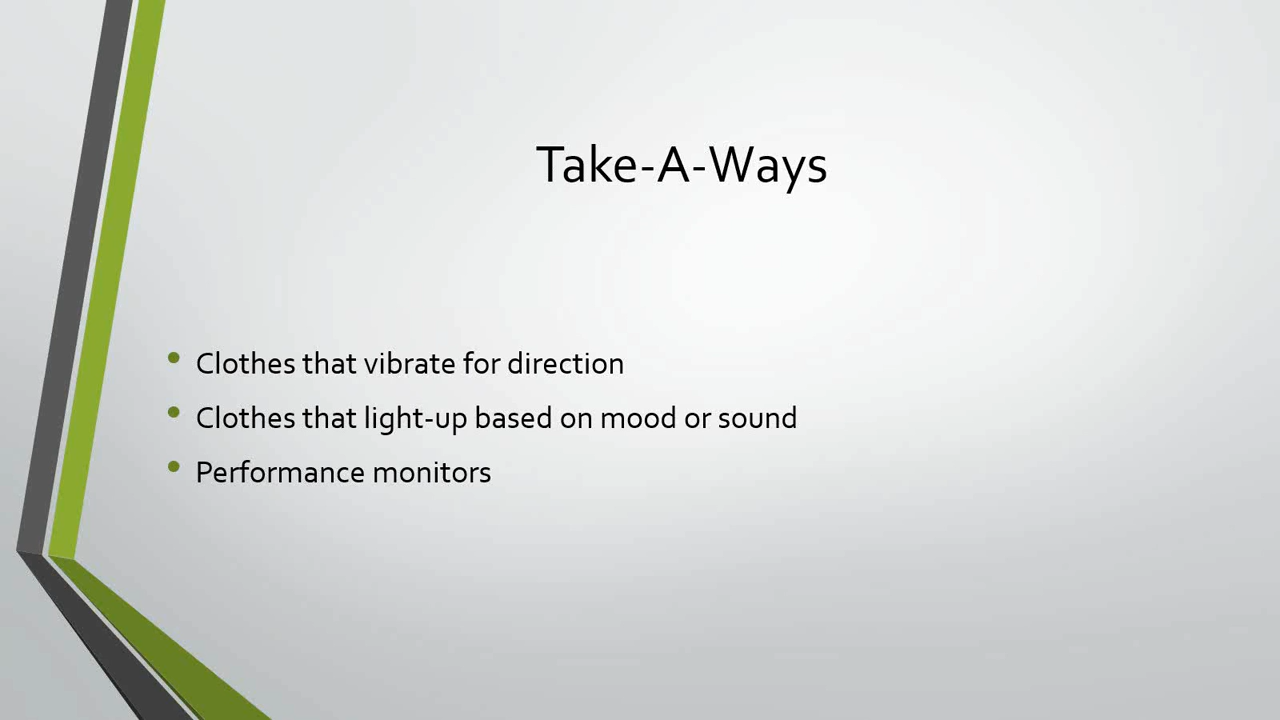 Take-A-Ways
• Clothes that vibrate for direction
• Clothes that light-up based on mood or sound
• Performance monitors